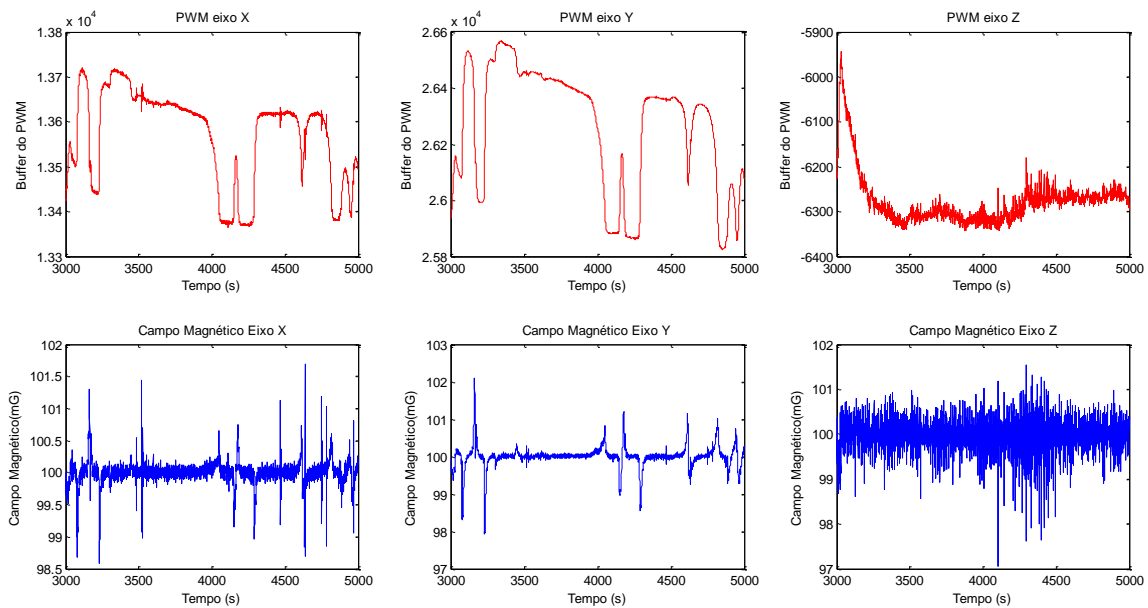 PWM eixo X
x 10⁴
1.38
1.37
1.36
1.35
1.34
1.33
Buffer do PWM
3000 3500 4000 4500 5000
Tempo (s)
PWM eixo Y
x 10⁴
2.66
2.64
2.62
2.6
2.58
Buffer do PWM
3000 3500 4000 4500 5000
Tempo (s)
PWM eixo Z
-5900
-6000
-6100
-6200
-6300
-6400
Buffer do PWM
3000 3500 4000 4500 5000
Tempo (s)
Campo Magnético Eixo X
102
101.5
101
100.5
100
99.5
99
98.5
Campo Magnético(mG)
3000 3500 4000 4500 5000
Tempo (s)
Campo Magnético Eixo Y
103
102
101
100
99
98
97
Campo Magnético(mG)
3000 3500 4000 4500 5000
Tempo (s)
Campo Magnético Eixo Z
102
101
100
99
98
97
Campo Magnético(mG)
3000 3500 4000 4500 5000
Tempo (s)